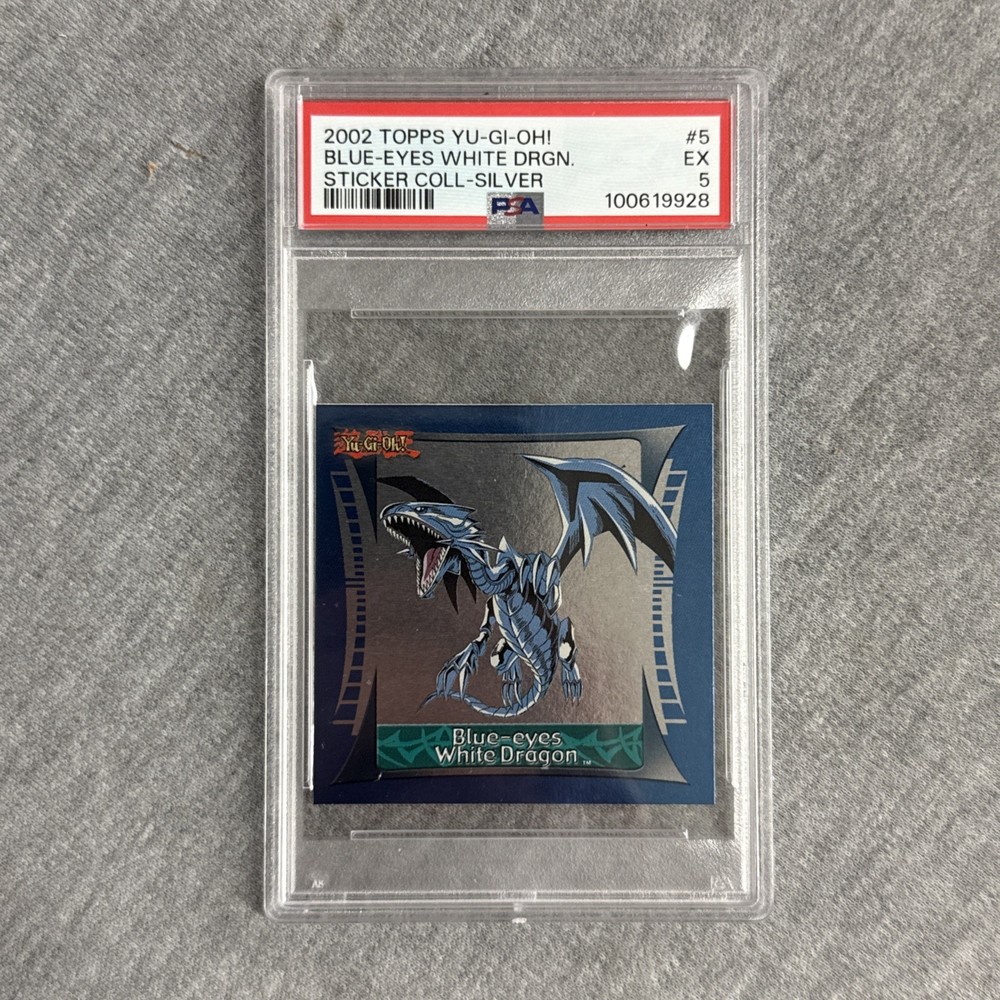 2002 TOPPS YU-GI-OH! #5
BLUE-EYES WHITE DRGN. EX
STICKER COLL-SILVER 5
PSA 100619928
Yu-Gi-Oh!
Blue-eyes
White Dragon™